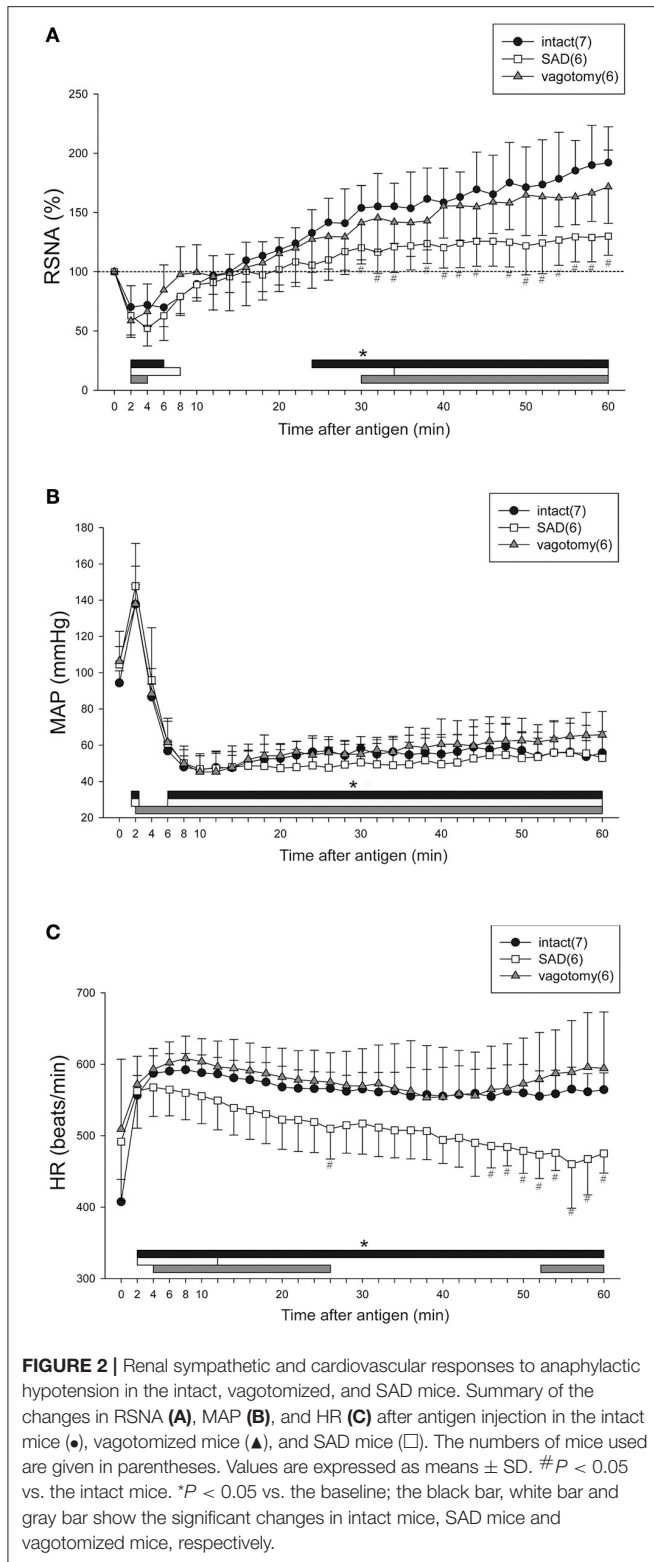 A
intact(7)
SAD(6)
vagotomy(6)
250
200
150
100
50
0
RSNA (%)
# # # # # # # # # # # # # #
*
0 2 4 6 8 10 20 30 40 50 60
Time after antigen (min)
B
intact(7)
SAD(6)
vagotomy(6)
180
160
140
120
100
80
60
40
20
MAP (mmHg)
*
0 2 4 6 8 10 20 30 40 50 60
Time after antigen (min)
C
intact(7)
SAD(6)
vagotomy(6)
700
600
500
400
300
HR (beats/min)
# # # # # # # # #
*
0 2 4 6 8 10 20 30 40 50 60
Time after antigen (min)
FIGURE 2 | Renal sympathetic and cardiovascular responses to anaphylactic
hypotension in the intact, vagotomized, and SAD mice. Summary of the
changes in RSNA (A), MAP (B), and HR (C) after antigen injection in the intact
mice (●), vagotomized mice (▲), and SAD mice (□). The numbers of mice used
are given in parentheses. Values are expressed as means ± SD. #P < 0.05
vs. the intact mice. *P < 0.05 vs. the baseline; the black bar, white bar and
gray bar show the significant changes in intact mice, SAD mice and
vagotomized mice, respectively.